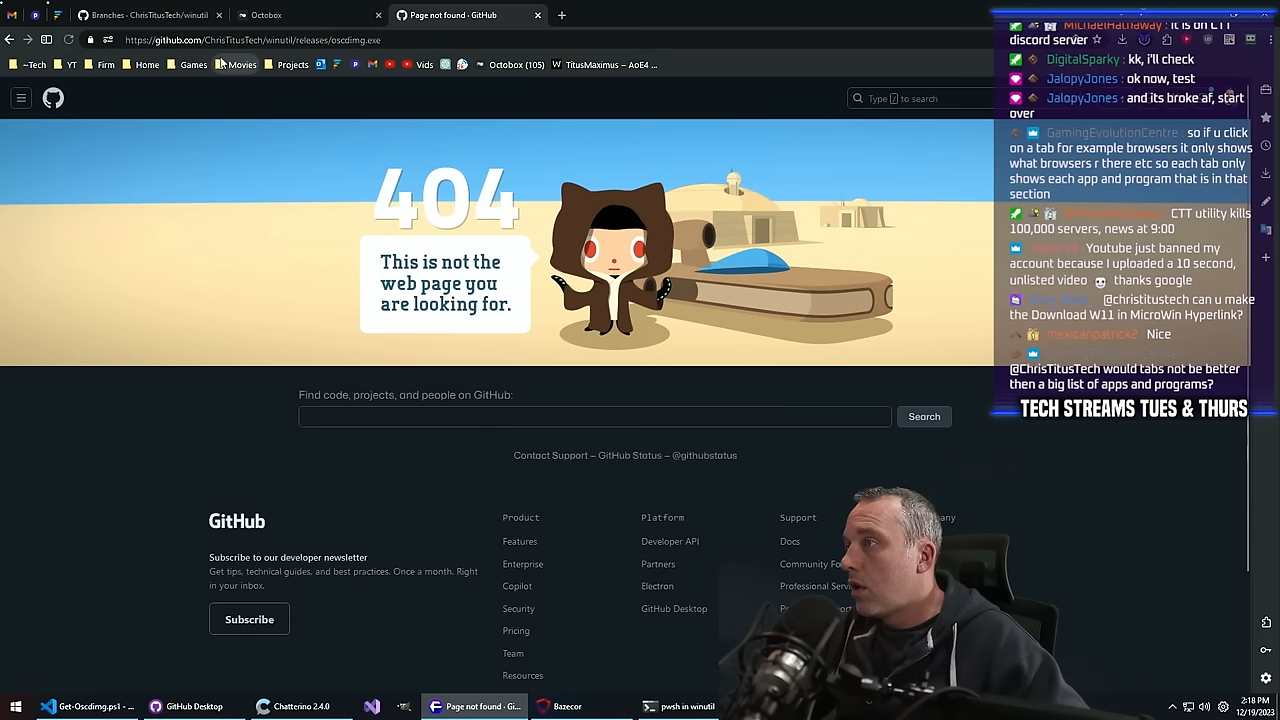 Branches · ChrisTitusTech/winutil
Octobox
Page not found · GitHub
https://github.com/ChrisTitusTech/winutil/releases/oscdimg.exe
~Tech
YT
Firm
Home
Games
Movies
Projects
Vids
Octobox (105)
TitusMaximus – AoE4 ...
Type / to search
404
This is not the
web page you
are looking for.
Find code, projects, and people on GitHub:
Search
Contact Support — GitHub Status — @githubstatus
GitHub
Subscribe to our developer newsletter
Get tips, technical guides, and best practices. Once a month. Right
in your inbox.
Subscribe
Product
Features
Enterprise
Copilot
Security
Pricing
Team
Resources
Platform
Developer API
Partners
Electron
GitHub Desktop
Support
Docs
Community Fo
Professional Servi
MichaelHathaway: it is on CTT
discord server
DigitalSparky: kk, i'll check
JalopyJones: ok now, test
JalopyJones: and its broke af, start
over
GamingEvolutionCentre: so if u click
on a tab for example browsers it only shows
what browsers r there etc so each tab only
shows each app and program that is in that
section
CTT utility kills
100,000 servers, news at 9:00
Youtube just banned my
account because I uploaded a 10 second,
unlisted video thanks google
@christitustech can u make
the Download W11 in MicroWin Hyperlink?
mexicanpatrick2: Nice
@ChrisTitusTech would tabs not be better
then a big list of apps and programs?
TECH STREAMS TUES & THURS
Get-Oscdimg.ps1 - ...
GitHub Desktop
Chatterino 2.4.0
Page not found · Gi...
Bazecor
pwsh in winutil
2:18 PM
12/19/2023